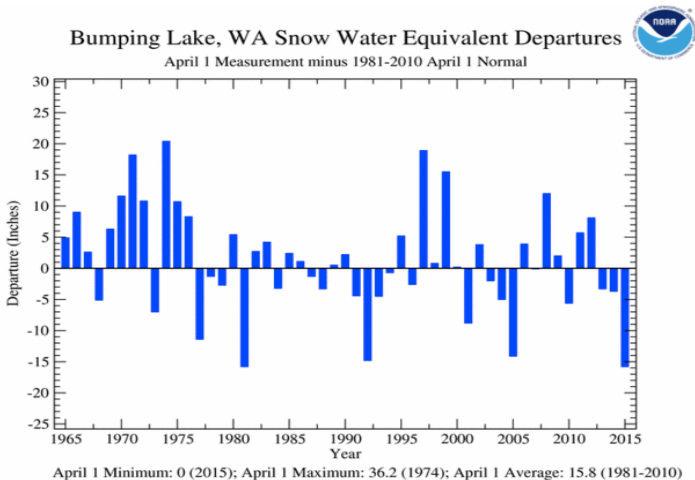 NOAA
Bumping Lake, WA Snow Water Equivalent Departures
April 1 Measurement minus 1981-2010 April 1 Normal
30
25
20
15
10
5
0
-5
-10
-15
-20
-25
Departure (Inches)
1965 1970 1975 1980 1985 1990 1995 2000 2005 2010 2015
Year
April 1 Minimum: 0 (2015); April 1 Maximum: 36.2 (1974); April 1 Average: 15.8 (1981-2010)